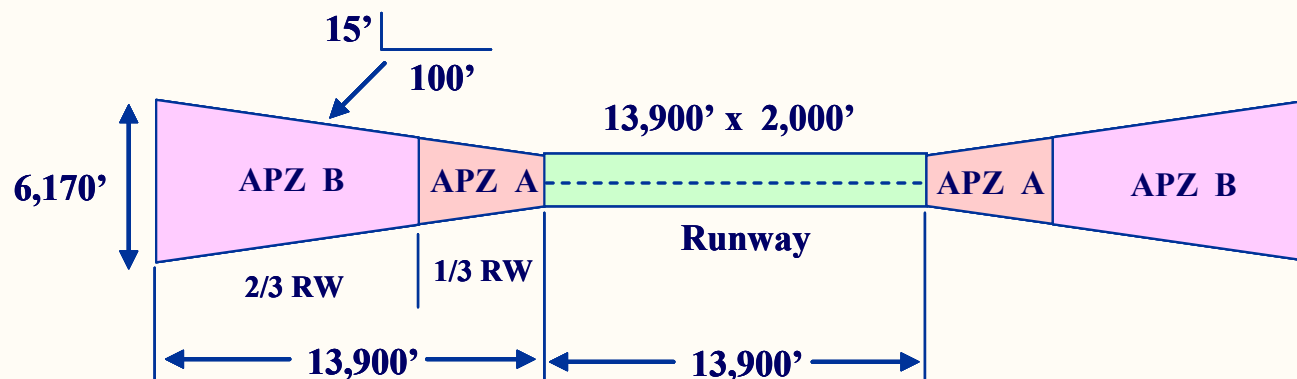 15’
100’
13,900’ x 2,000’
6,170’
APZ B
APZ A
APZ A
APZ B
Runway
2/3 RW
1/3 RW
13,900’
13,900’